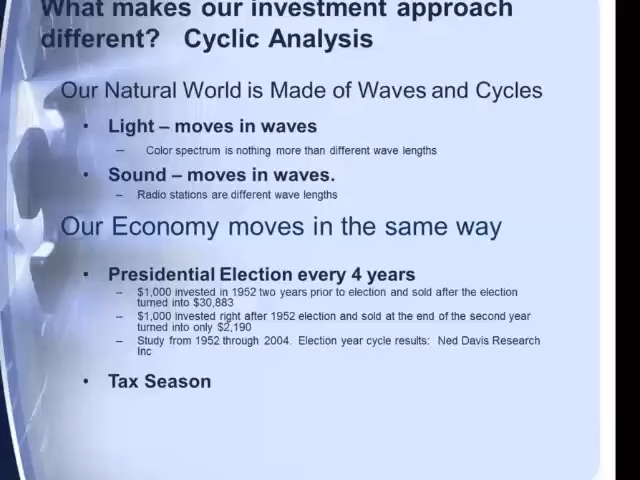 What makes our investment approach
different? Cyclic Analysis
Our Natural World is Made of Waves and Cycles
• Light – moves in waves
– Color spectrum is nothing more than different wave lengths
• Sound – moves in waves.
– Radio stations are different wave lengths
Our Economy moves in the same way
• Presidential Election every 4 years
– $1,000 invested in 1952 two years prior to election and sold after the election
turned into $30,883
– $1,000 invested right after 1952 election and sold at the end of the second year
turned into only $2,190
– Study from 1952 through 2004. Election year cycle results: Ned Davis Research
Inc
• Tax Season